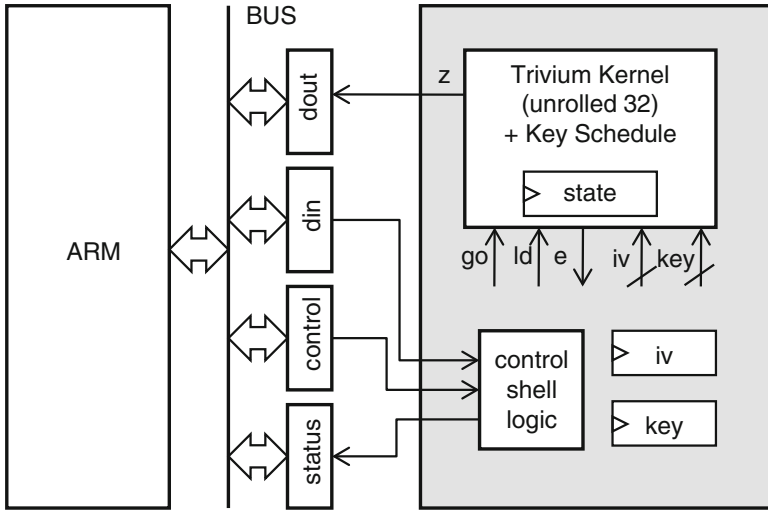 BUS
ARM
dout
din
control
status
z
Trivium Kernel
(unrolled 32)
+ Key Schedule
state
go ld e iv key
control
shell
logic
iv
key